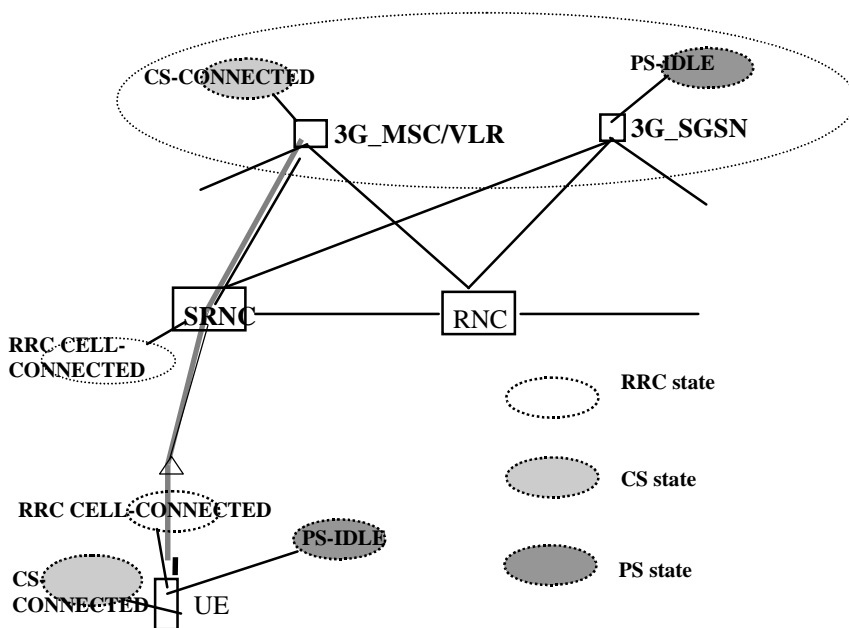 CS-CONNECTED
PS-IDLE
3G_MSC/VLR
3G_SGSN
SRNC
RNC
RRC CELL-
CONNECTED
RRC state
CS state
RRC CELL-CONNECTED
PS-IDLE
PS state
CS-
CONNECTED
UE